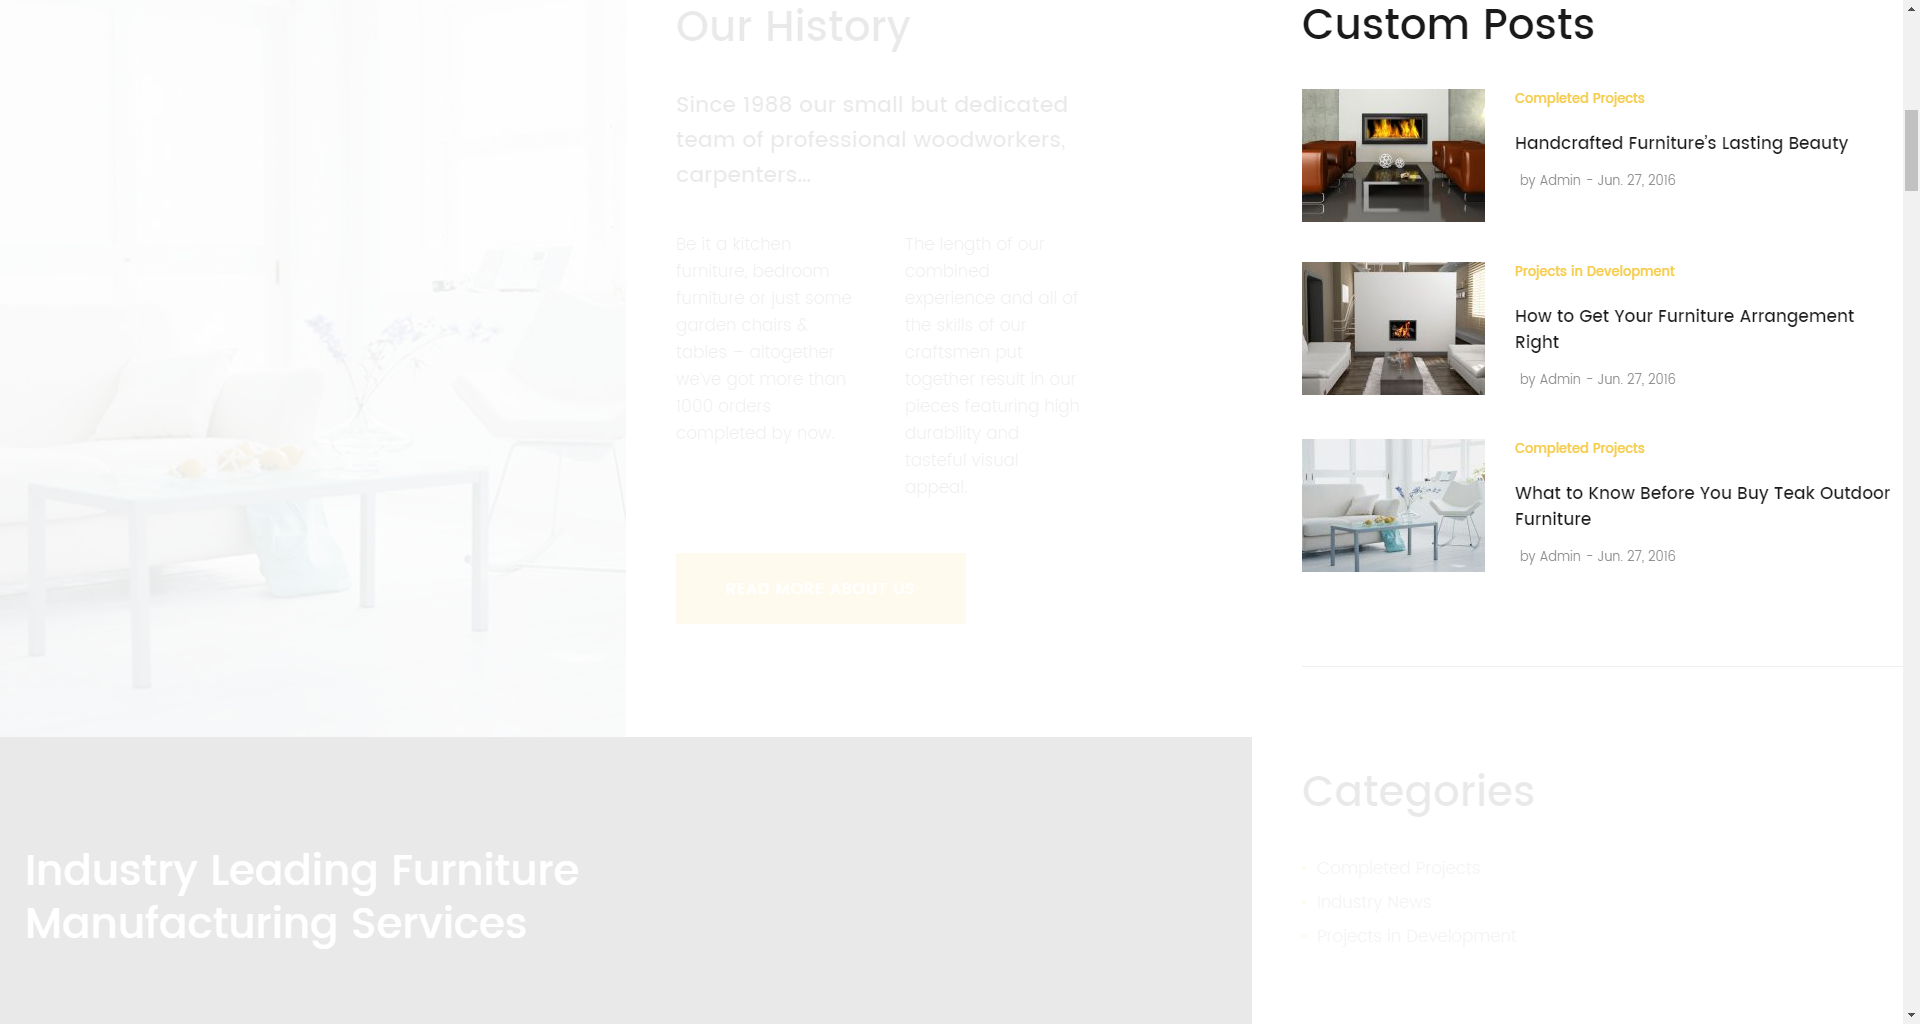 Our History
Since 1988 our small but dedicated
team of professional woodworkers,
carpenters...
Be it a kitchen
furniture, bedroom
furniture or just some
garden chairs &
tables – altogether
we've got more than
1000 orders
completed by now.
The length of our
combined
experience and all of
the skills of our
craftsmen put
together result in our
pieces featuring high
durability and
tasteful visual
appeal.
READ MORE ABOUT US
Industry Leading Furniture
Manufacturing Services
Custom Posts
Completed Projects
Handcrafted Furniture’s Lasting Beauty
by Admin - Jun. 27, 2016
Projects in Development
How to Get Your Furniture Arrangement
Right
by Admin - Jun. 27, 2016
Completed Projects
What to Know Before You Buy Teak Outdoor
Furniture
by Admin - Jun. 27, 2016
Categories
Completed Projects
Industry News
Projects in Development